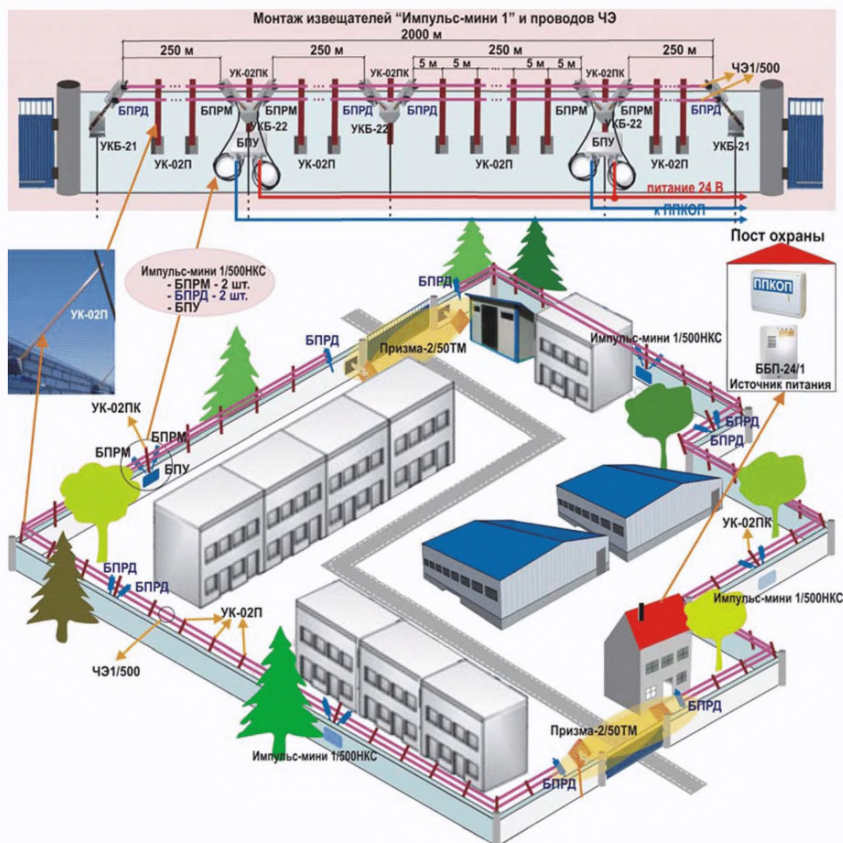 Монтаж извещателей “Импульс-мини 1” и проводов ЧЭ
2000 м
250 м
250 м
250 м
250 м
5 м
5 м
5 м
5 м
УК-02ПК
УК-02ПК
УК-02ПК
ЧЭ1/500
БПРД
БПРМ
БПРМ
БПРД
БПРД
БПРМ
БПРМ
БПРД
УКБ-21
УКБ-22
УКБ-22
УКБ-22
УКБ-21
УК-02П
БПУ
УК-02П
УК-02П
БПУ
УК-02П
питание 24 В
к ППКОП
Пост охраны
ППКОП
ББП-24/1
Источник питания
УК-02П
Импульс-мини 1/500НКС
- БПРМ - 2 шт.
- БПРД - 2 шт.
- БПУ
БПРД
БПРД
Призма-2/50ТМ
Импульс-мини 1/500НКС
УК-02ПК
БПРМ
БПРМ
БПУ
БПРД
БПРД
УК-02ПК
БПРД
БПРД
УК-02П
ЧЭ1/500
Импульс-мини 1/500НКС
Импульс-мини 1/500НКС
Призма-2/50ТМ
БПРД
БПРД